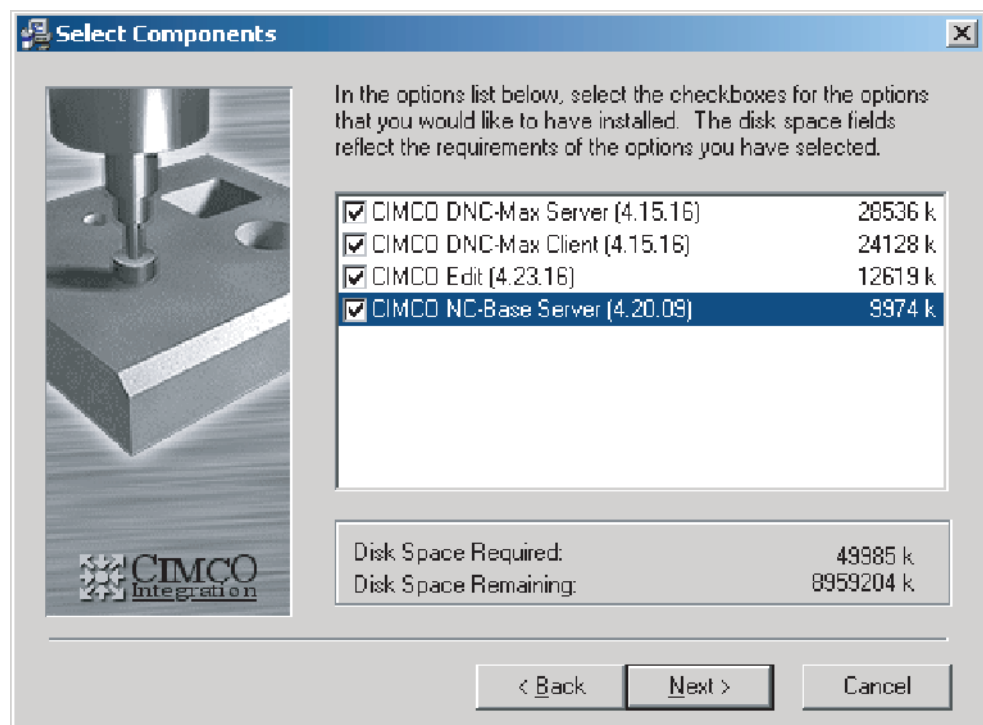 Select Components
In the options list below, select the checkboxes for the options
that you would like to have installed. The disk space fields
reflect the requirements of the options you have selected.
CIMCO DNC-Max Server (4.15.16) 28536 k
CIMCO DNC-Max Client (4.15.16) 24128 k
CIMCO Edit (4.23.16) 12619 k
CIMCO NC-Base Server (4.20.09) 9974 k
Disk Space Required: 49985 k
Disk Space Remaining: 8959204 k
CIMCO
Integration
< Back
Next >
Cancel